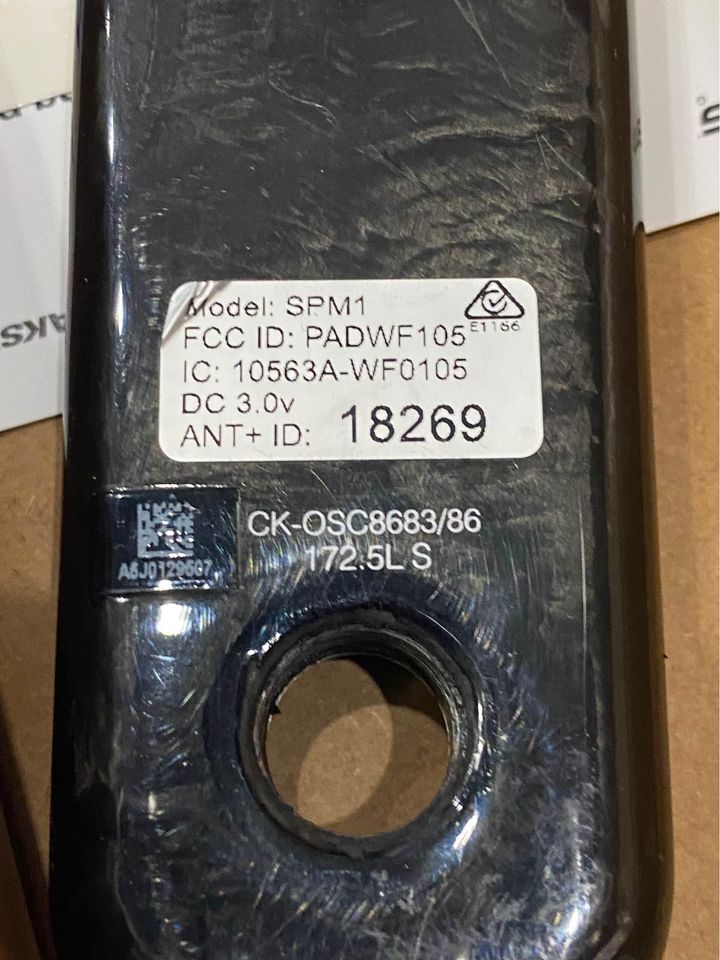 Model: SPM1
FCC ID: PADWF105
E1186
IC: 10563A-WF0105
DC 3.0v
ANT+ ID: 18269
CK-OSC8683/86
172.5L S
A6J0129607